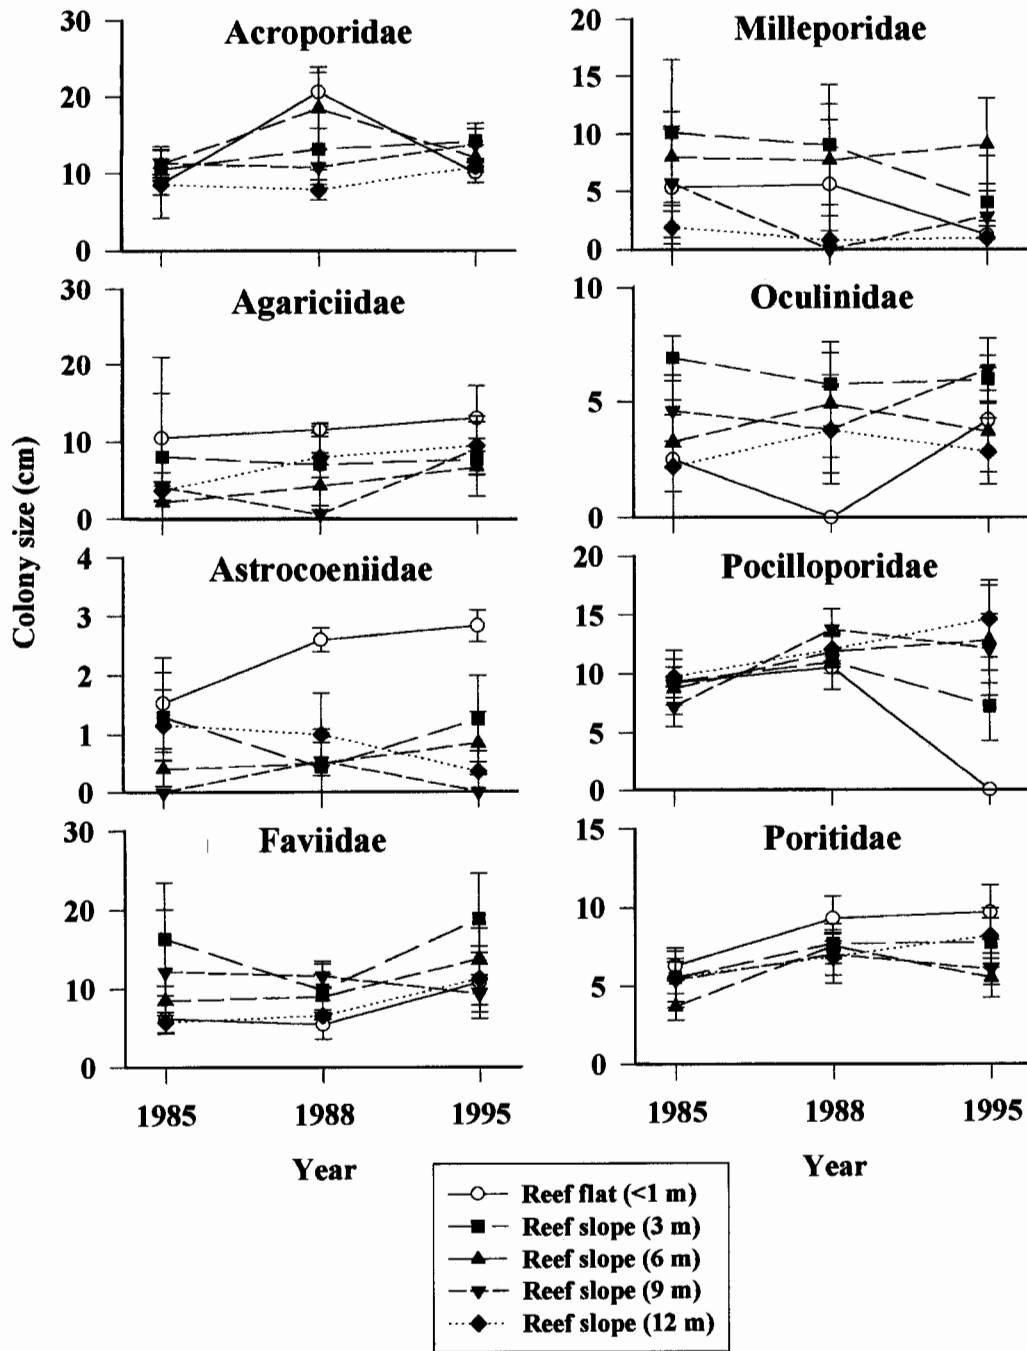 Colony size (cm)
Acroporidae
30
20
10
0
Milleporidae
20
15
10
5
0
Agariciidae
30
20
10
0
Oculinidae
10
5
0
Astrocoeniidae
4
3
2
1
0
Pocilloporidae
20
15
10
5
0
Faviidae
30
20
10
0
1985 1988 1995
Year
Poritidae
15
10
5
0
1985 1988 1995
Year
Reef flat (<1 m)
Reef slope (3 m)
Reef slope (6 m)
Reef slope (9 m)
Reef slope (12 m)